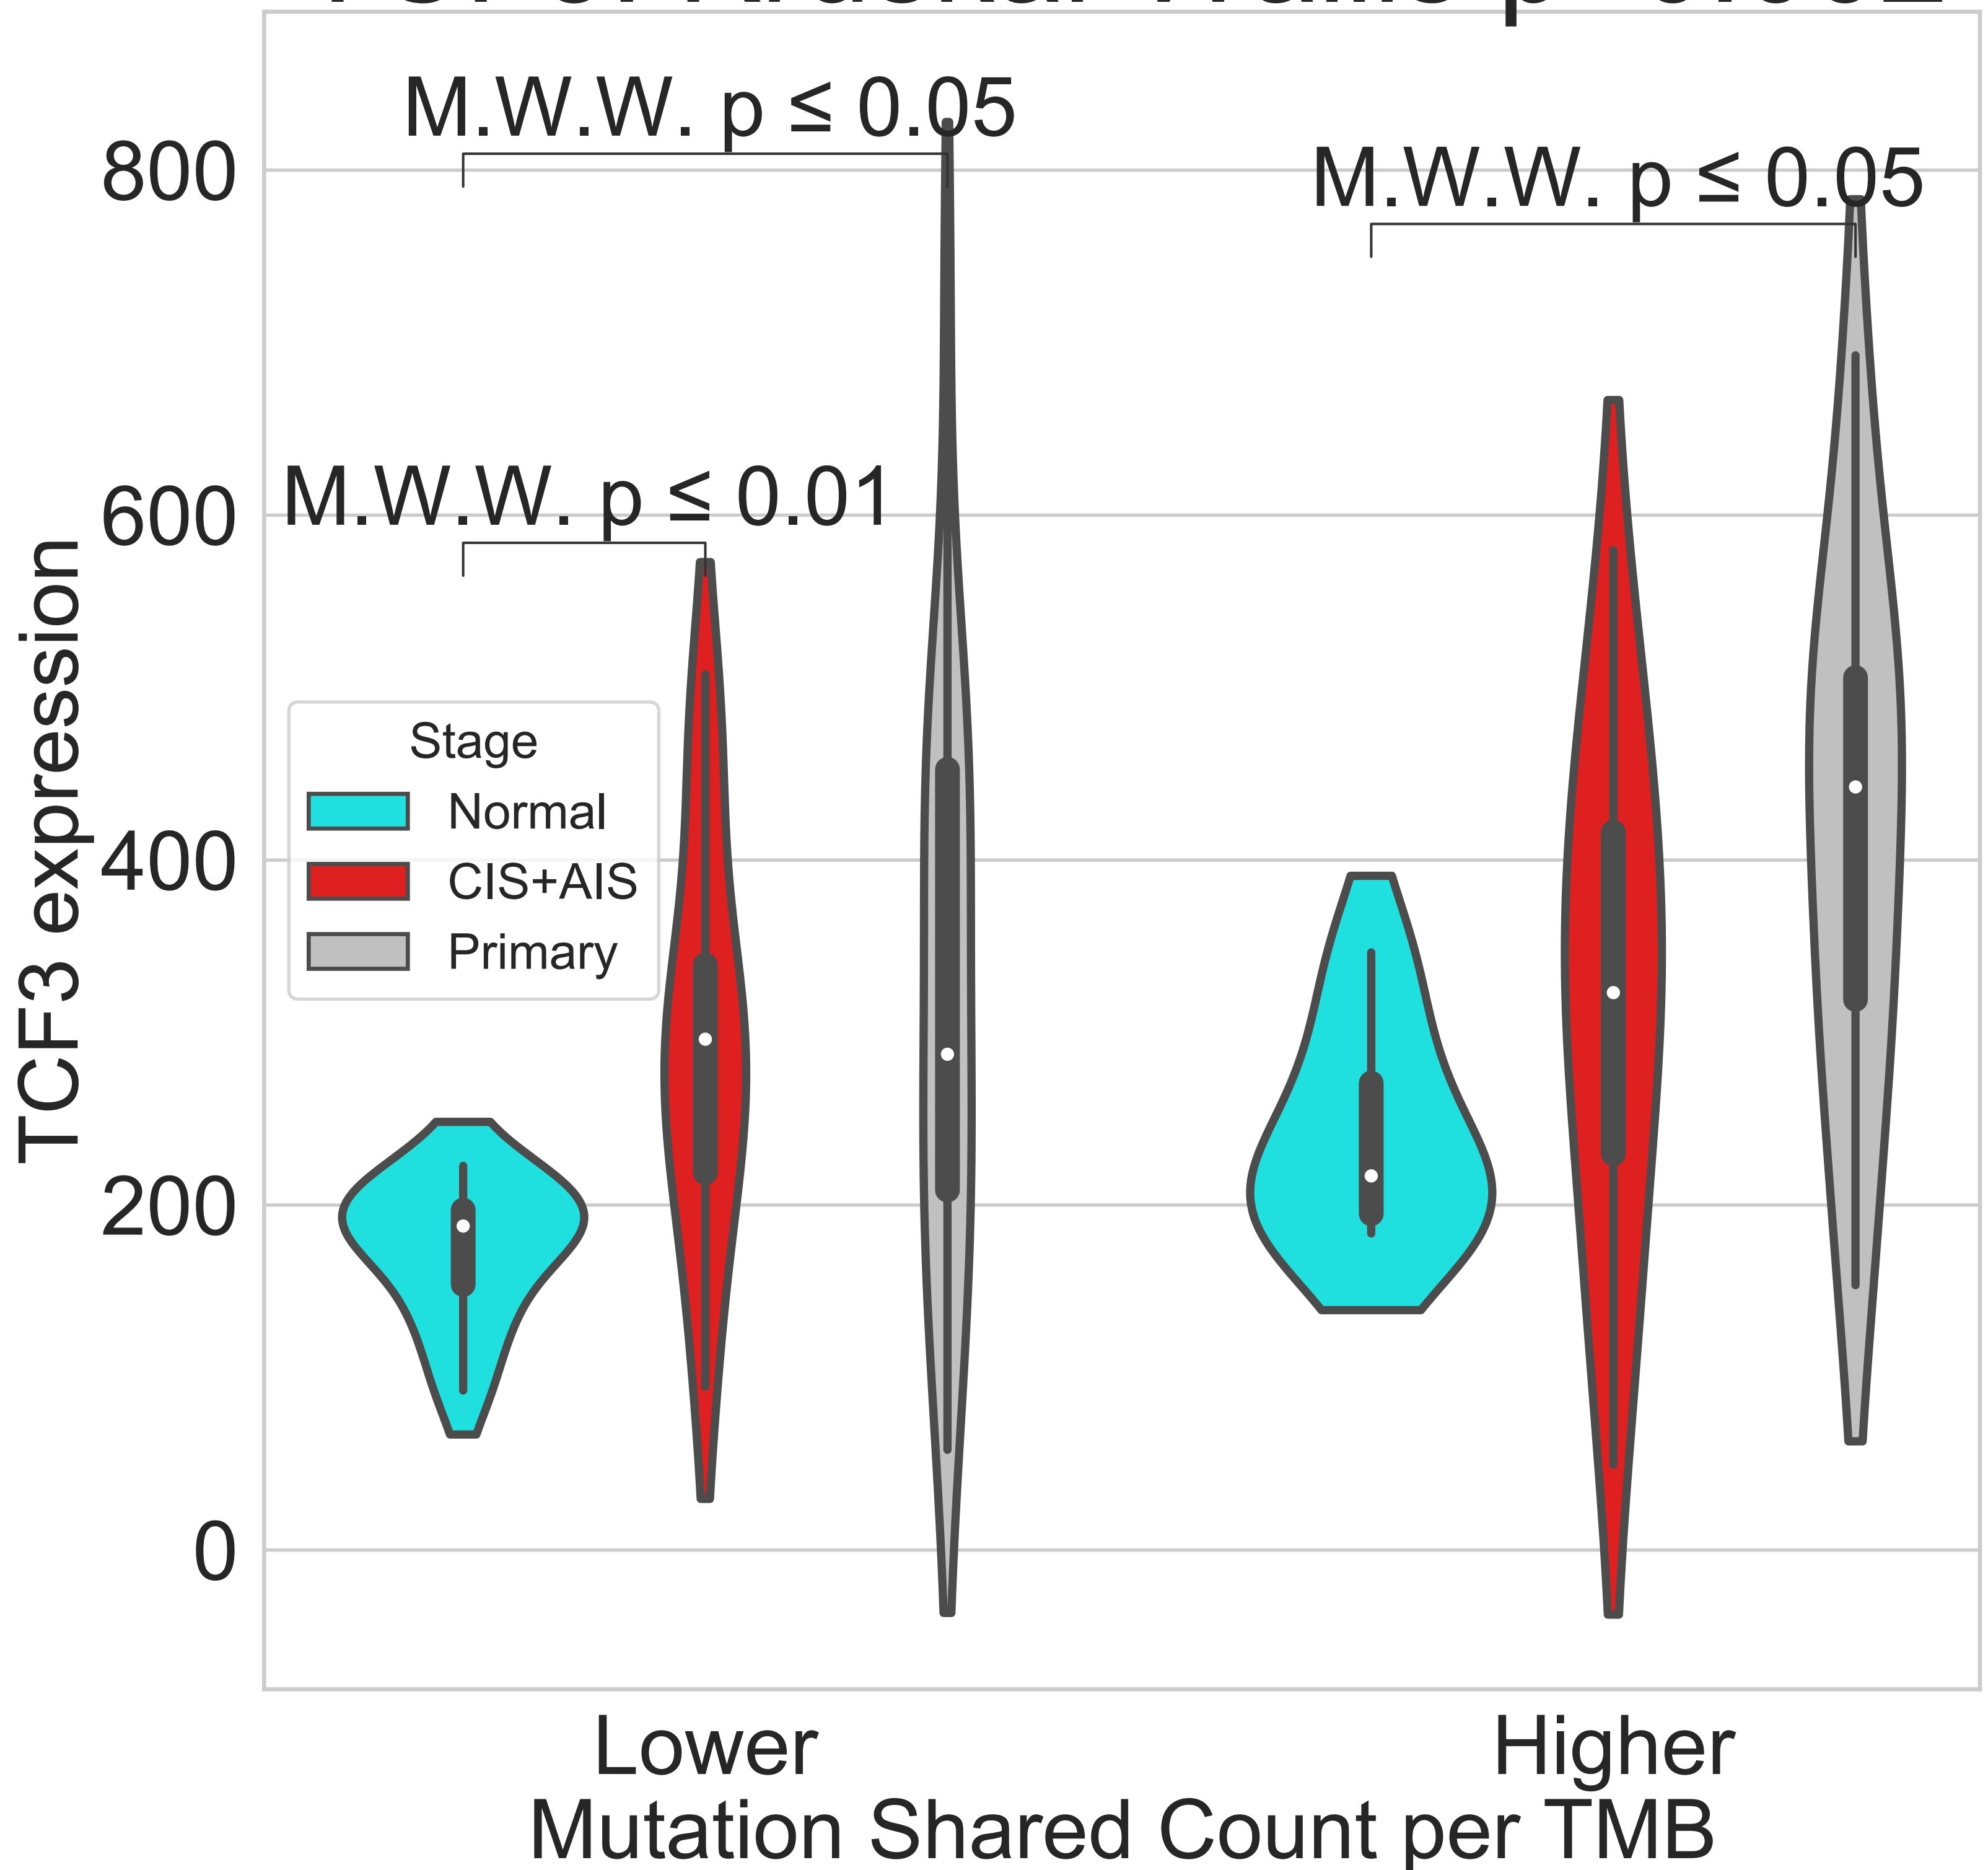 M.W.W. p ≤ 0.05
M.W.W. p ≤ 0.05
M.W.W. p ≤ 0.01
800
600
400
200
0
TCF3 expression
Stage
Normal
CIS+AIS
Primary
Lower
Higher
Mutation Shared Count per TMB